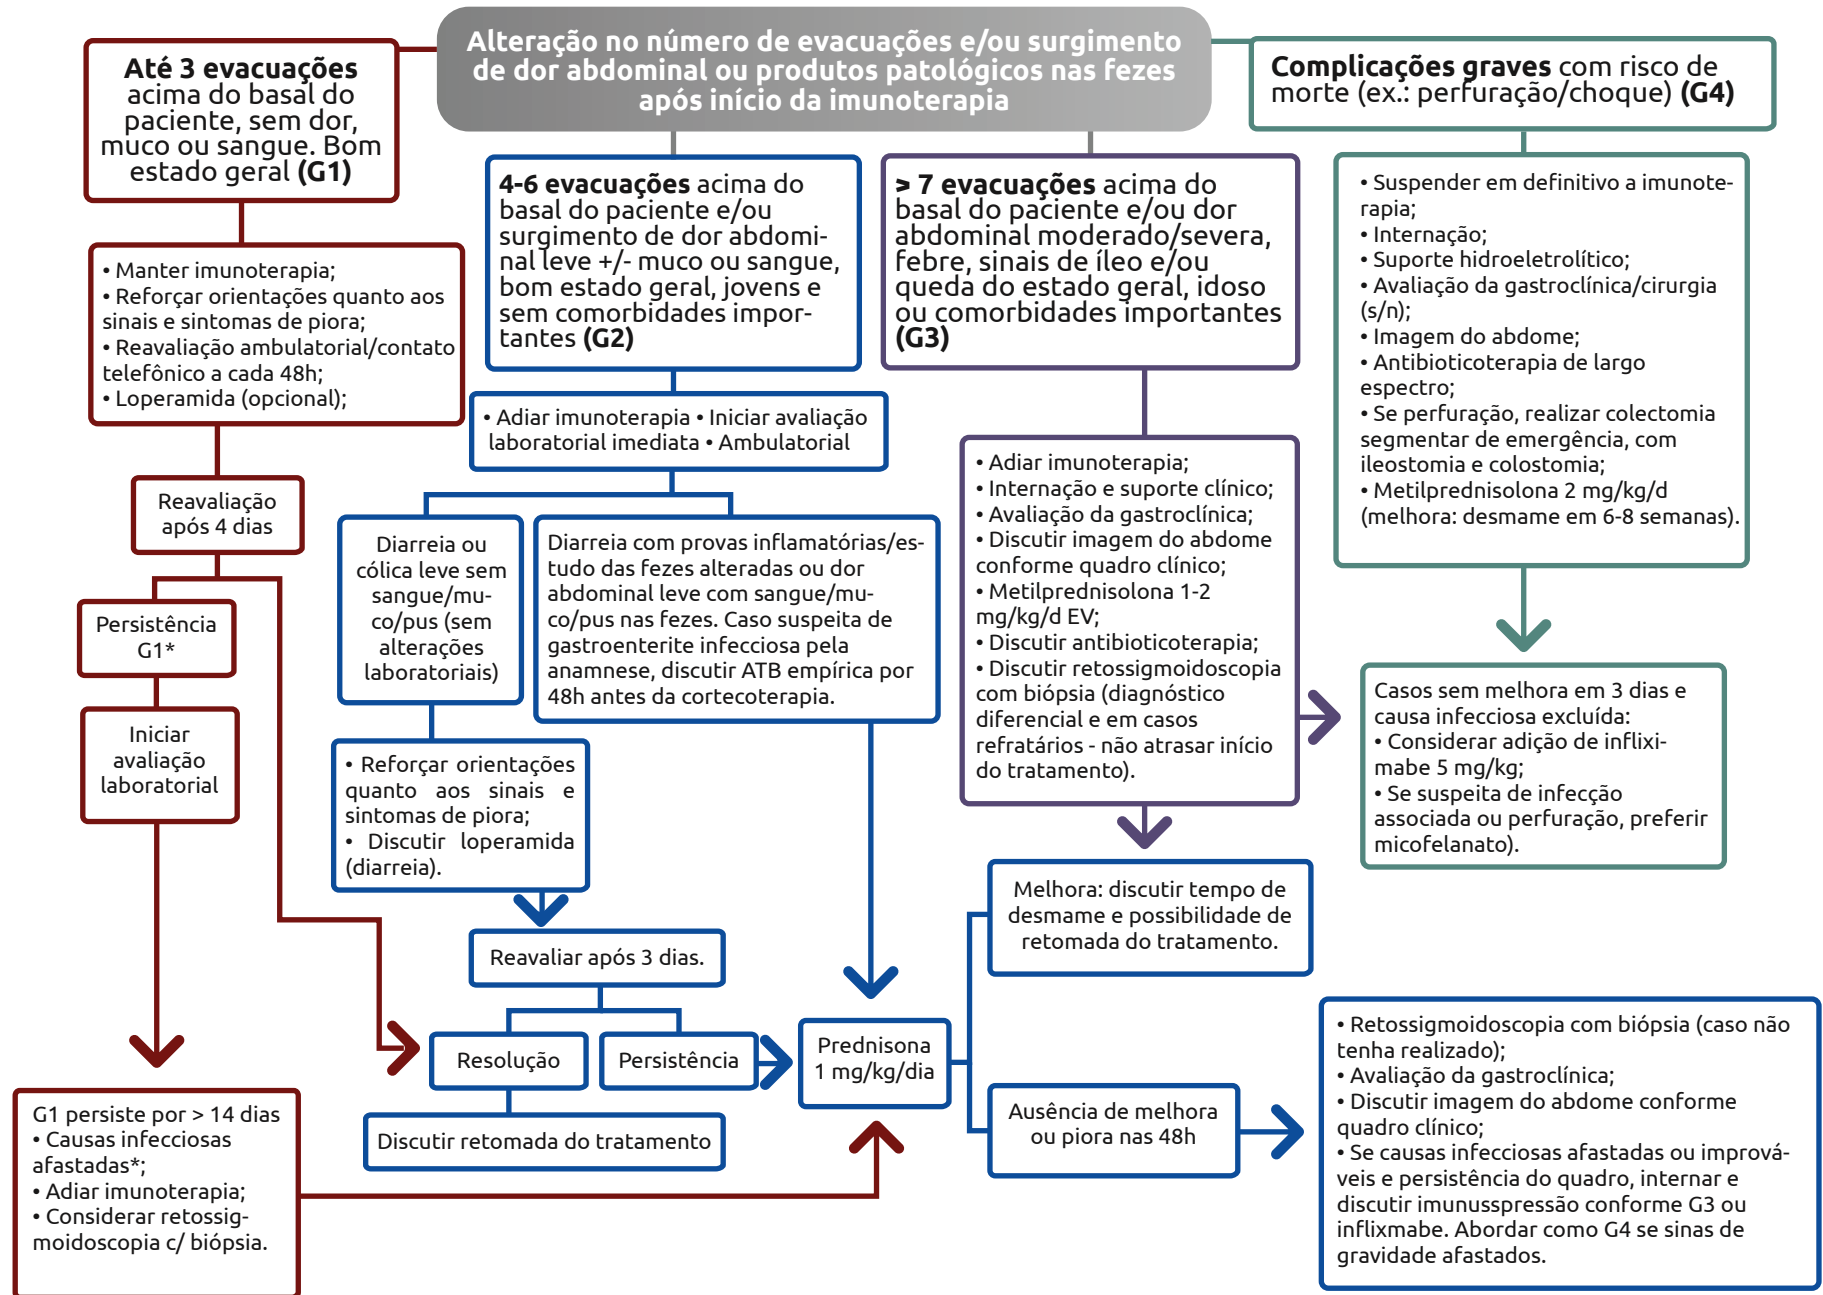 Alteração no número de evacuações e/ou surgimento
de dor abdominal ou produtos patológicos nas fezes
após início da imunoterapia
Até 3 evacuações
acima do basal do
paciente, sem dor,
muco ou sangue. Bom
estado geral (G1)
• Manter imunoterapia;
• Reforçar orientações quanto aos
sinais e sintomas de piora;
• Reavaliação ambulatorial/contato
telefônico a cada 48h;
• Loperamida (opcional);
Reavaliação
após 4 dias
Persistência
G1*
Iniciar
avaliação
laboratorial
G1 persiste por > 14 dias
• Causas infecciosas
afastadas*;
• Adiar imunoterapia;
• Considerar retossig-
moidoscopia c/ biópsia.
4-6 evacuações acima do
basal do paciente e/ou
surgimento de dor abdomi-
nal leve +/- muco ou sangue,
bom estado geral, jovens e
sem comorbidades impor-
tantes (G2)
• Adiar imunoterapia • Iniciar avaliação
laboratorial imediata • Ambulatorial
Diarreia ou
cólica leve sem
sangue/mu-
co/pus (sem
alterações
laboratoriais)
• Reforçar orientações
quanto aos sinais e
sintomas de piora;
• Discutir loperamida
(diarreia).
Reavaliar após 3 dias.
Resolução
Persistência
Discutir retomada do tratamento
Diarreia com provas inflamatórias/es-
tudo das fezes alteradas ou dor
abdominal leve com sangue/mu-
co/pus nas fezes. Caso suspeita de
gastroenterite infecciosa pela
anamnese, discutir ATB empírica por
48h antes da cortecoterapia.
Prednisona
1 mg/kg/dia
Melhora: discutir tempo de
desmame e possibilidade de
retomada do tratamento.
Ausência de melhora
ou piora nas 48h
• Retossigmoidoscopia com biópsia (caso não
tenha realizado);
• Avaliação da gastroclínica;
• Discutir imagem do abdome conforme
quadro clínico;
• Se causas infecciosas afastadas ou imprová-
veis e persistência do quadro, internar e
discutir imunusspressão conforme G3 ou
inflixmabe. Abordar como G4 se sinas de
gravidade afastados.
⩾ 7 evacuações acima do
basal do paciente e/ou dor
abdominal moderado/severa,
febre, sinais de íleo e/ou
queda do estado geral, idoso
ou comorbidades importantes
(G3)
• Adiar imunoterapia;
• Internação e suporte clínico;
• Avaliação da gastroclínica;
• Discutir imagem do abdome
conforme quadro clínico;
• Metilprednisolona 1-2
mg/kg/d EV;
• Discutir antibioticoterapia;
• Discutir retossigmoidoscopia
com biópsia (diagnóstico
diferencial e em casos
refratários - não atrasar início
do tratamento).
Complicações graves com risco de
morte (ex.: perfuração/choque) (G4)
• Suspender em definitivo a imunote-
rapia;
• Internação;
• Suporte hidroeletrolítico;
• Avaliação da gastroclínica/cirurgia
(s/n);
• Imagem do abdome;
• Antibioticoterapia de largo
espectro;
• Se perfuração, realizar colectomia
segmentar de emergência, com
ileostomia e colostomia;
• Metilprednisolona 2 mg/kg/d
(melhora: desmame em 6-8 semanas).
Casos sem melhora em 3 dias e
causa infecciosa excluída:
• Considerar adição de inflixi-
mabe 5 mg/kg;
• Se suspeita de infecção
associada ou perfuração, preferir
micofelanato).